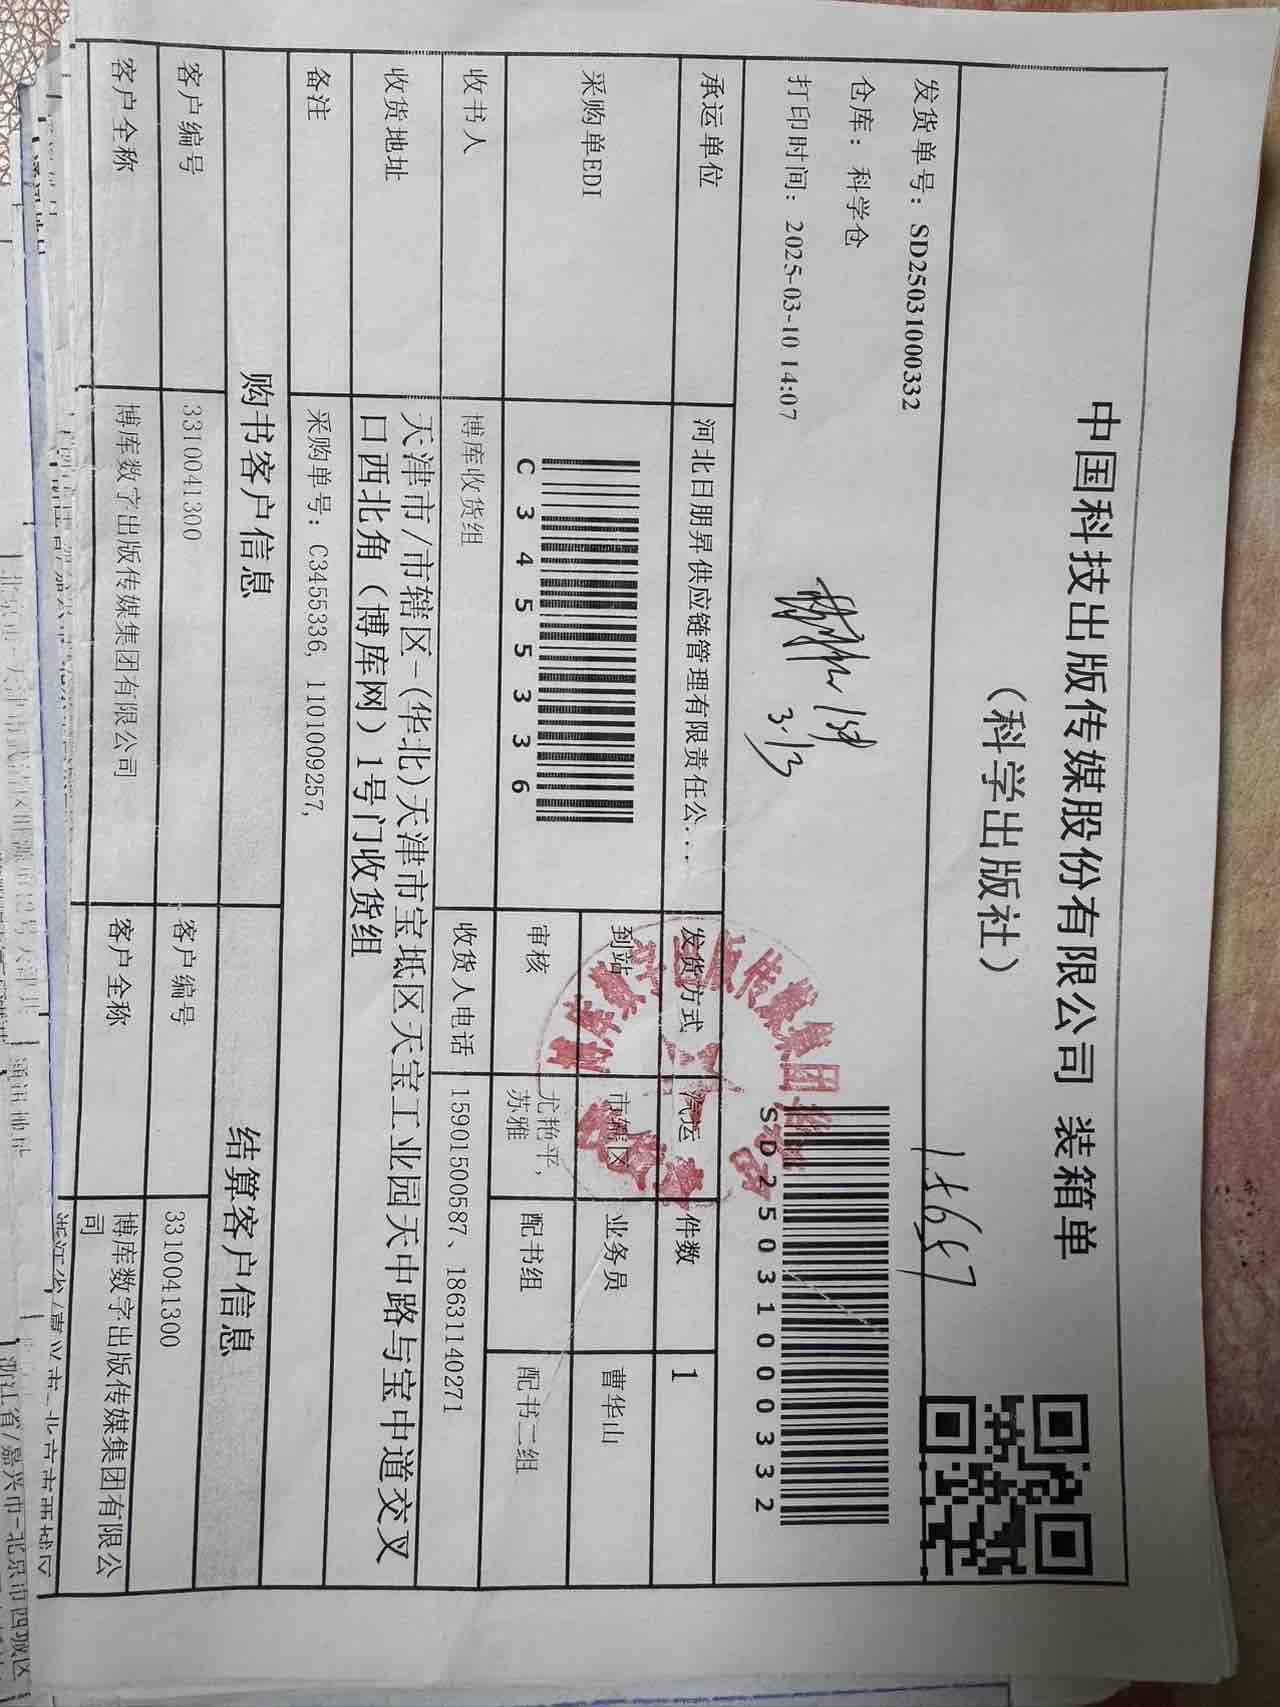 中国科技出版传媒股份有限公司 装箱单
（科学出版社）
发货单号：SD25031000332
仓库：科学仓
打印时间：2025-03-10 14:07
3.13
SD25031000332
承运单位 河北日朋昇供应链管理有限责任公... 发货方式 汽运 件数 1
采购单EDI C3455336 到站 市辖区 业务员 曹华山
审核 尤艳平, 苏雅 配书组 配书二组
收书人 博库收货组 收货人电话 15901500587、18631140271
收货地址 天津市/市辖区-(华北)天津市宝坻区天宝工业园天中路与宝中道交叉
口西北角（博库网）1号门收货组
备注 采购单号：C3455336, 1101009257,
购书客户信息 结算客户信息
客户编号 3310041300 客户编号 3310041300
客户全称 博库数字出版传媒集团有限公司 客户全称 博库数字出版传媒集团有限公
司